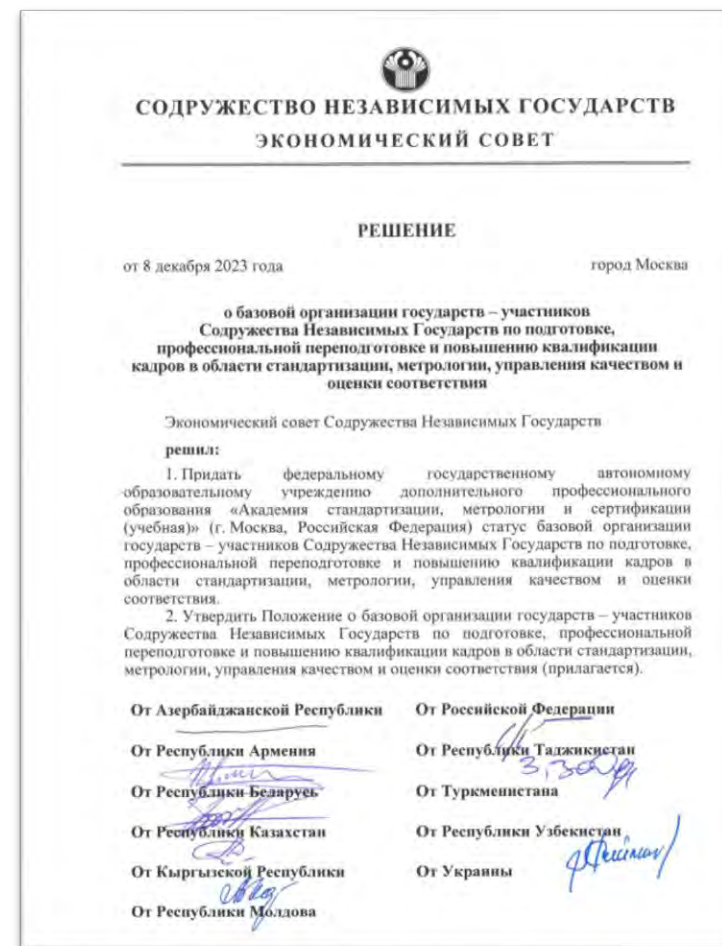 СОДРУЖЕСТВО НЕЗАВИСИМЫХ ГОСУДАРСТВ
ЭКОНОМИЧЕСКИЙ СОВЕТ
РЕШЕНИЕ
от 8 декабря 2023 года город Москва
о базовой организации государств – участников
Содружества Независимых Государств по подготовке,
профессиональной переподготовке и повышению квалификации
кадров в области стандартизации, метрологии, управления качеством и
оценки соответствия
Экономический совет Содружества Независимых Государств
решил:
1. Придать федеральному государственному автономному
образовательному учреждению дополнительного профессионального
образования «Академия стандартизации, метрологии и сертификации
(учебная)» (г. Москва, Российская Федерация) статус базовой организации
государств – участников Содружества Независимых Государств по подготовке,
профессиональной переподготовке и повышению квалификации кадров в
области стандартизации, метрологии, управления качеством и оценки
соответствия.
2. Утвердить Положение о базовой организации государств – участников
Содружества Независимых Государств по подготовке, профессиональной
переподготовке и повышению квалификации кадров в области стандартизации,
метрологии, управления качеством и оценки соответствия (прилагается).
От Азербайджанской Республики От Российской Федерации
От Республики Армения От Республики Таджикистан
От Республики Беларусь От Туркменистана
От Республики Казахстан От Республики Узбекистан
От Кыргызской Республики От Украины
От Республики Молдова